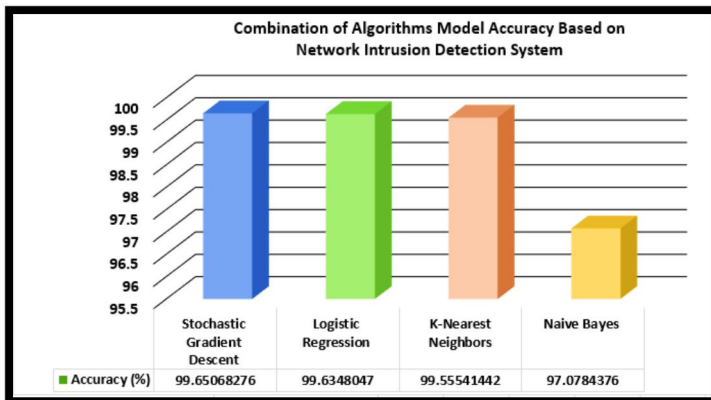 Combination of Algorithms Model Accuracy Based on
Network Intrusion Detection System
100
99.5
99
98.5
98
97.5
97
96.5
96
95.5
Stochastic
Gradient
Descent
Logistic
Regression
K-Nearest
Neighbors
Naive Bayes
Accuracy (%) 99.65068276 99.6348047 99.55541442 97.0784376